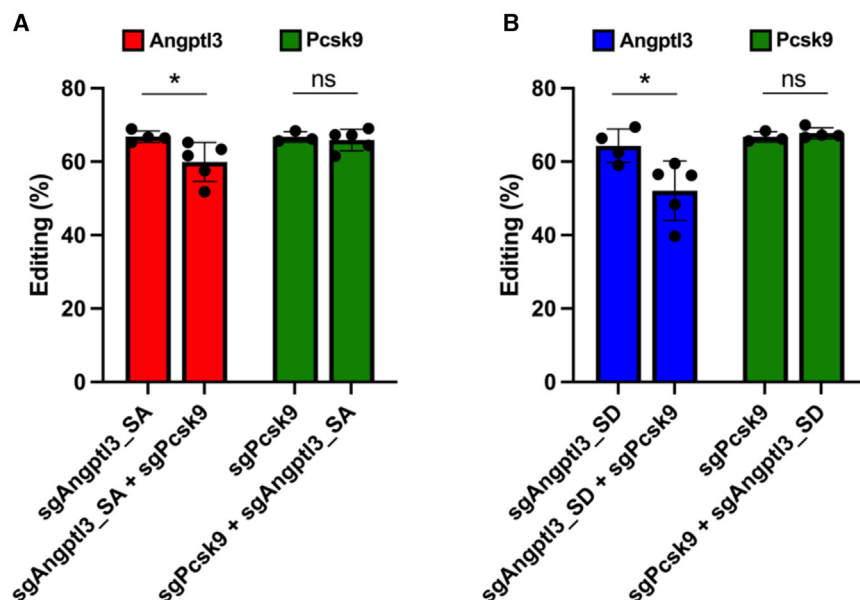 A
Angptl3 Pcsk9
* ns
Editing (%)
80
60
40
20
0
sgAngptl3_SA
sgAngptl3_SA + sgPcsk9
sgPcsk9
sgPcsk9 + sgAngptl3_SA
B
Angptl3 Pcsk9
* ns
Editing (%)
80
60
40
20
0
sgAngptl3_SD
sgAngptl3_SD + sgPcsk9
sgPcsk9
sgPcsk9 + sgAngptl3_SD